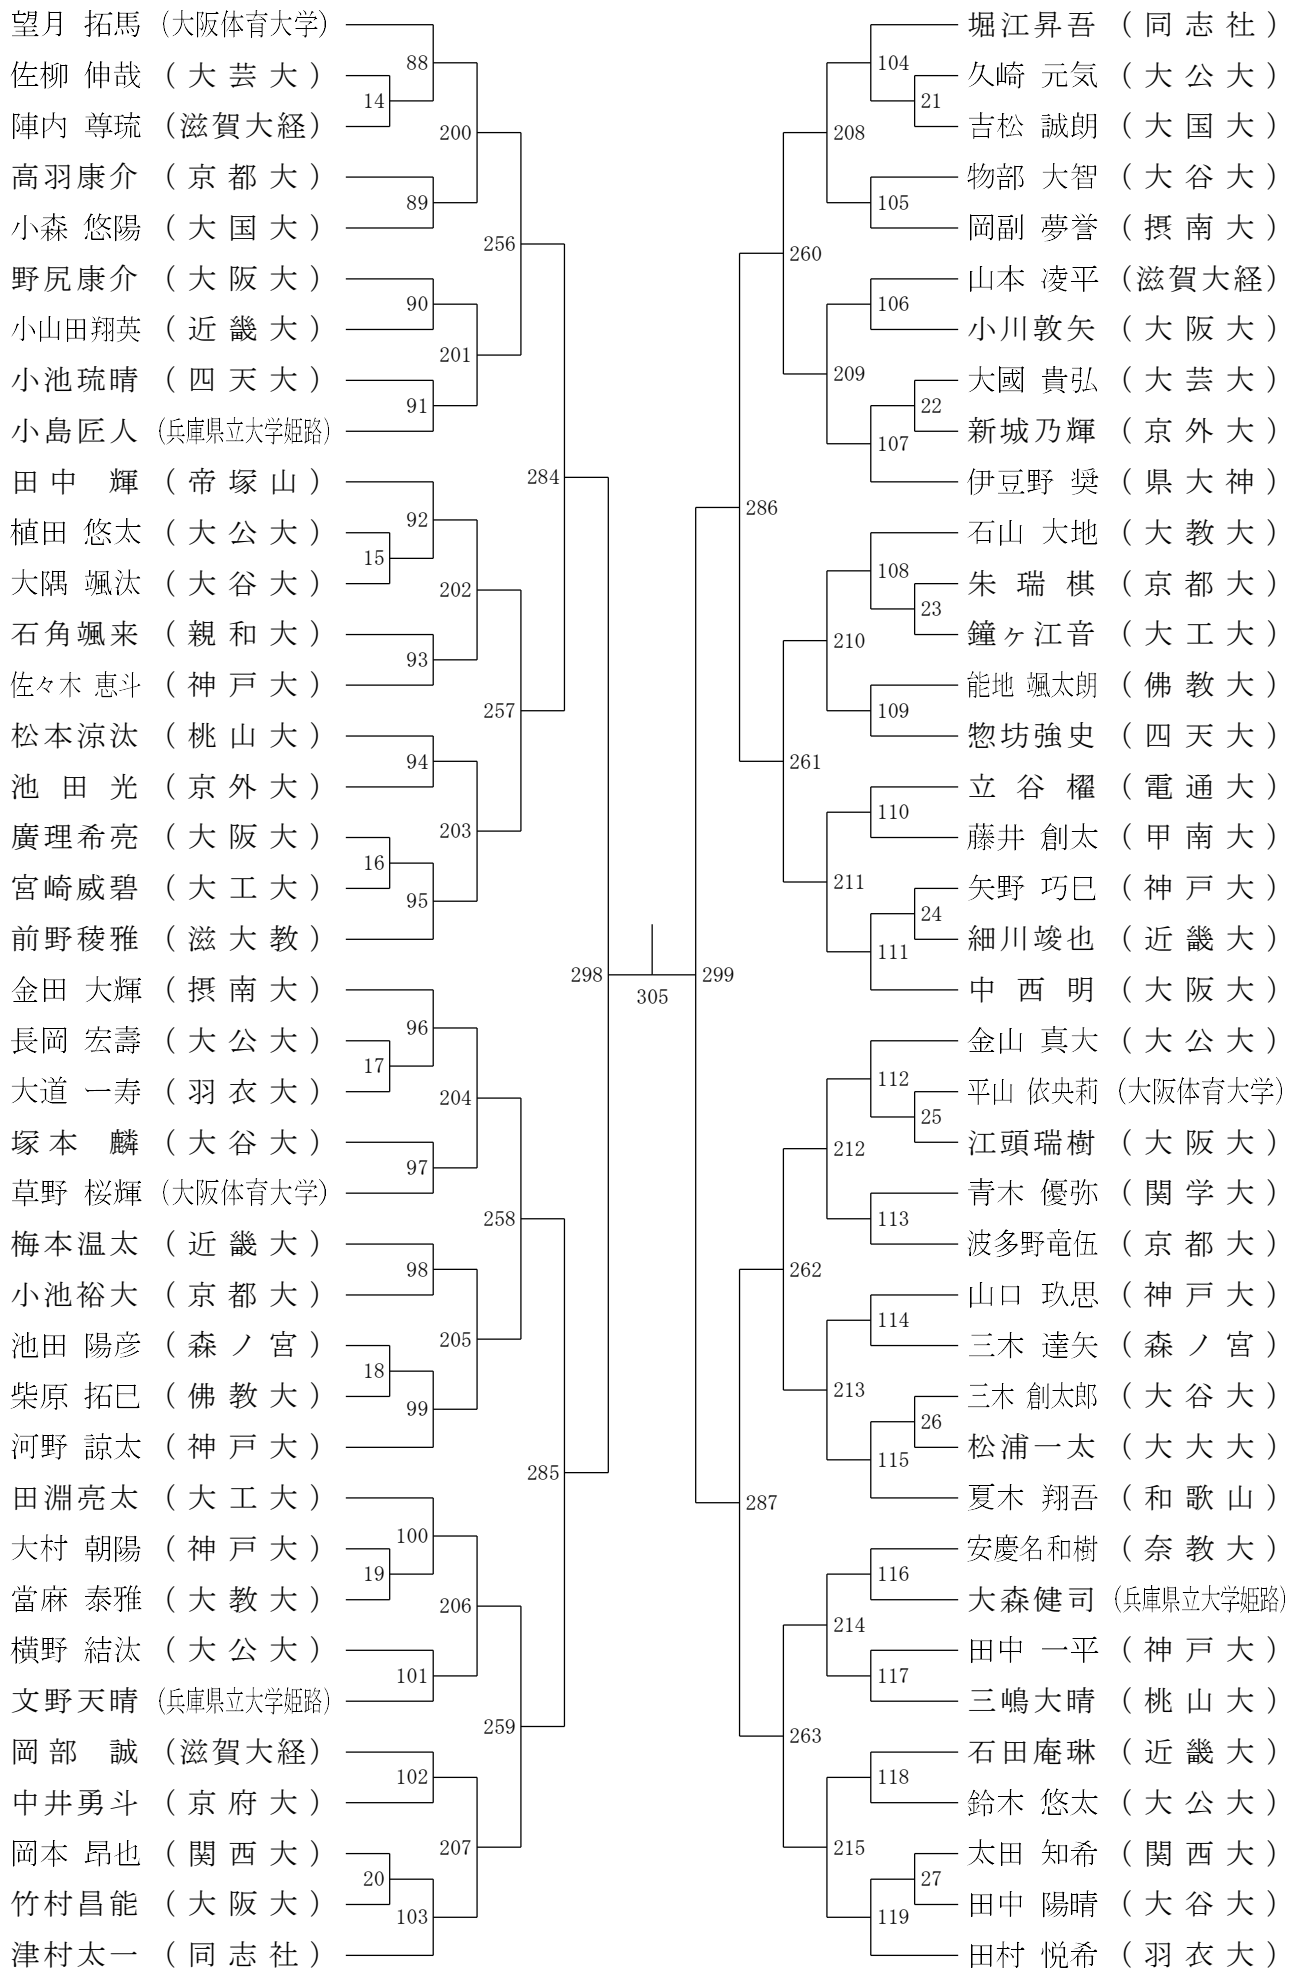 望月 拓馬 (大阪体育大学)
佐柳 伸哉 (大芸大)
陣内 尊琉 (滋賀大経)
高羽康介 (京都大)
小森 悠陽 (大国大)
野尻康介 (大阪大)
小山田翔英 (近畿大)
小池琉晴 (四天大)
小島匠人 (兵庫県立大学姫路)
田中 輝 (帝塚山)
植田 悠太 (大公大)
大隅 颯汰 (大谷大)
石角颯来 (親和大)
佐々木 恵斗 (神戸大)
松本涼汰 (桃山大)
池田光 (京外大)
廣理希亮 (大阪大)
宮崎威碧 (大工大)
前野稜雅 (滋大教)
金田 大輝 (摂南大)
長岡 宏壽 (大公大)
大道 一寿 (羽衣大)
塚本 麟 (大谷大)
草野 桜輝 (大阪体育大学)
梅本温太 (近畿大)
小池裕大 (京都大)
池田 陽彦 (森ノ宮)
柴原 拓巳 (佛教大)
河野 諒太 (神戸大)
田淵亮太 (大工大)
大村 朝陽 (神戸大)
當麻 泰雅 (大教大)
横野 結汰 (大公大)
文野天晴 (兵庫県立大学姫路)
岡部 誠 (滋賀大経)
中井勇斗 (京府大)
岡本 昂也 (関西大)
竹村昌能 (大阪大)
津村太一 (同志社)
14
15
16
17
18
19
20
88
89
90
91
92
93
94
95
96
97
98
99
100
101
102
103
200
201
202
203
204
205
206
207
256
257
258
259
284
285
298
305
299
286
287
260
261
262
263
208
209
210
211
212
213
214
215
104
105
106
107
108
109
110
111
112
113
114
115
116
117
118
119
21
22
23
24
25
26
27
堀江昇吾 (同志社)
久崎 元気 (大公大)
吉松 誠朗 (大国大)
物部 大智 (大谷大)
岡副 夢誉 (摂南大)
山本 凌平 (滋賀大経)
小川敦矢 (大阪大)
大國 貴弘 (大芸大)
新城乃輝 (京外大)
伊豆野 奨 (県大神)
石山 大地 (大教大)
朱瑞棋 (京都大)
鐘ヶ江音 (大工大)
能地 颯太朗 (佛教大)
惣坊強史 (四天大)
立谷櫂 (電通大)
藤井 創太 (甲南大)
矢野 巧巳 (神戸大)
細川竣也 (近畿大)
中西明 (大阪大)
金山 真大 (大公大)
平山 依央莉 (大阪体育大学)
江頭瑞樹 (大阪大)
青木 優弥 (関学大)
波多野竜伍 (京都大)
山口 玖思 (神戸大)
三木 達矢 (森ノ宮)
三木 創太郎 (大谷大)
松浦一太 (大大大)
夏木 翔吾 (和歌山)
安慶名和樹 (奈教大)
大森健司 (兵庫県立大学姫路)
田中 一平 (神戸大)
三嶋大晴 (桃山大)
石田庵琳 (近畿大)
鈴木 悠太 (大公大)
太田 知希 (関西大)
田中 陽晴 (大谷大)
田村 悦希 (羽衣大)